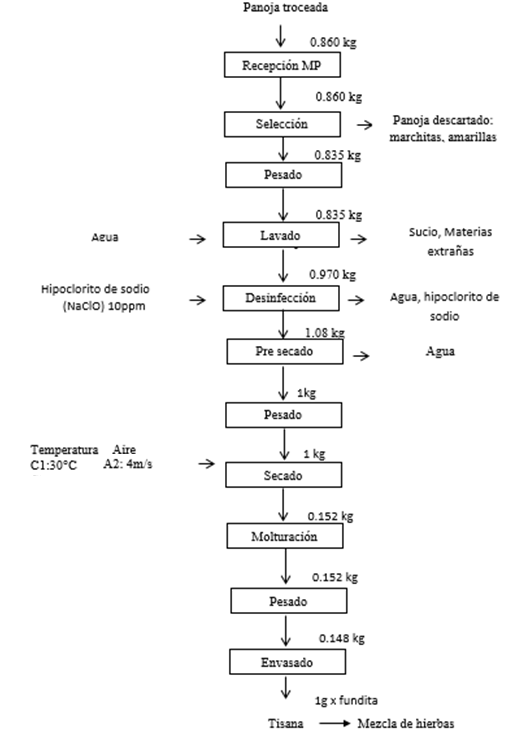 Panoja troceada
0.860 kg
Recepción MP
0.860 kg
Selección
Panoja descartado:
marchitas, amarillas
0.835 kg
Pesado
0.835 kg
Agua
Lavado
Sucio, Materias
extrañas
0.970 kg
Hipoclorito de sodio
(NaClO) 10ppm
Desinfección
Agua, hipoclorito de
sodio
1.08 kg
Pre secado
Agua
1kg
Pesado
1 kg
Temperatura Aire
C1:30°C A2: 4m/s
Secado
0.152 kg
Molturación
0.152 kg
Pesado
0.148 kg
Envasado
1g x fundita
Tisana Mezcla de hierbas